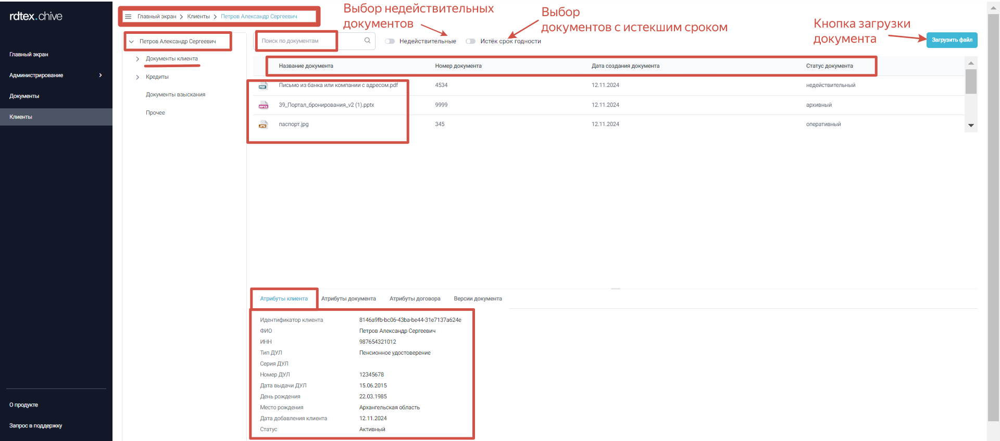 rdtex.chive
Главный экран
Администрирование
Документы
Клиенты
О продукте
Запрос в поддержку
Главный экран > Клиенты > Петров Александр Сергеевич
Выбор недействительных
документов
Выбор
документов с истекшим сроком
Кнопка загрузки
документа
Петров Александр Сергеевич
Документы клиента
Кредиты
Документы взыскания
Прочее
Поиск по документам
Недействительные
Истёк срок годности
Загрузить файл
Название документа Номер документа Дата создания документа Статус документа
PDF Письмо из банка или компании с адресом.pdf 4534 12.11.2024 недействительный
PPTX 39_Портал_бронирования_v2 (1).pptx 9999 12.11.2024 архивный
JPG паспорт.jpg 345 12.11.2024 оперативный
Атрибуты клиента Атрибуты документа Атрибуты договора Версии документа
Идентификатор клиента 8146a9fb-bc06-43ba-be44-31e7137a624e
ФИО Петров Александр Сергеевич
ИНН 987654321012
Тип ДУЛ Пенсионное удостоверение
Серия ДУЛ
Номер ДУЛ 12345678
Дата выдачи ДУЛ 15.06.2015
День рождения 22.03.1985
Место рождения Архангельская область
Дата добавления клиента 12.11.2024
Статус Активный